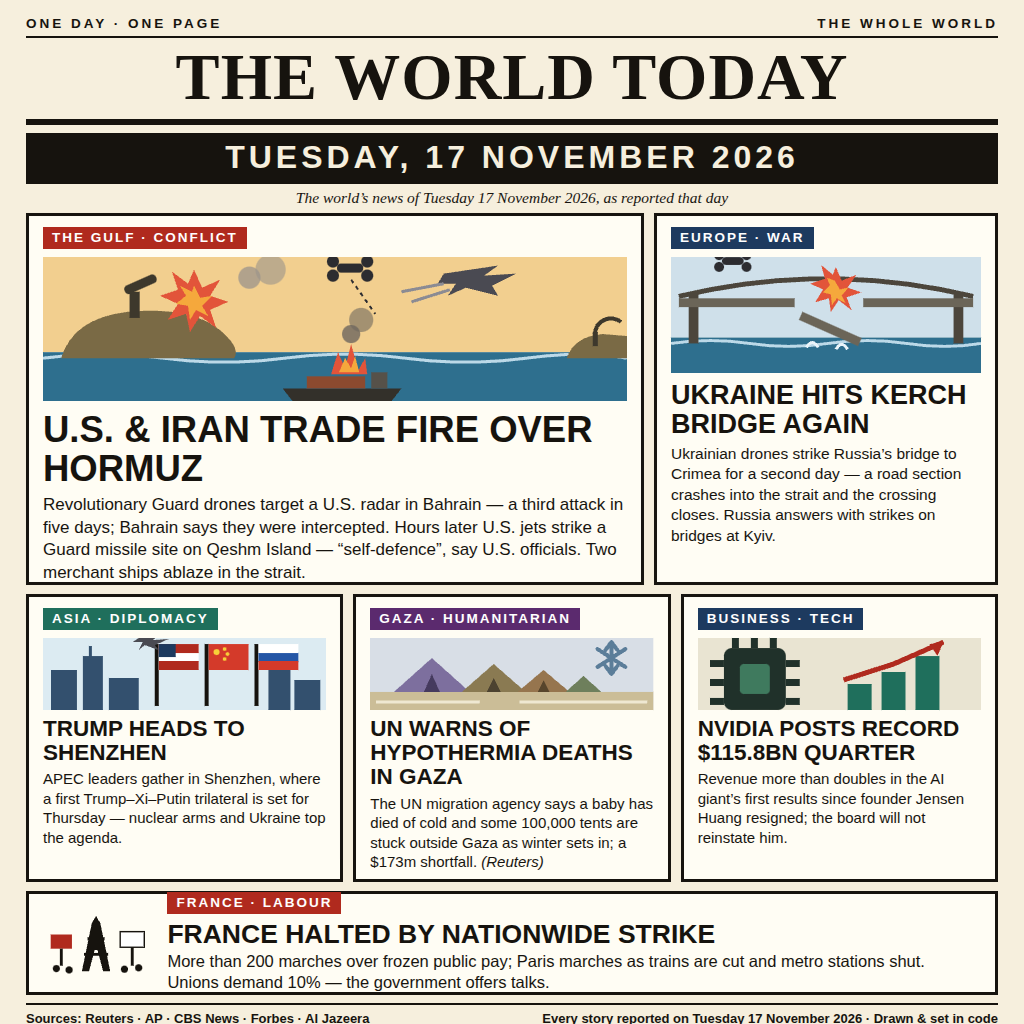 ONE DAY · ONE PAGE
THE WHOLE WORLD
THE WORLD TODAY
TUESDAY, 17 NOVEMBER 2026
The world’s news of Tuesday 17 November 2026, as reported that day
THE GULF · CONFLICT
U.S. & IRAN TRADE FIRE OVER
HORMUZ
Revolutionary Guard drones target a U.S. radar in Bahrain — a third attack in
five days; Bahrain says they were intercepted. Hours later U.S. jets strike a
Guard missile site on Qeshm Island — “self-defence”, say U.S. officials. Two
merchant ships ablaze in the strait.
EUROPE · WAR
UKRAINE HITS KERCH
BRIDGE AGAIN
Ukrainian drones strike Russia’s bridge to
Crimea for a second day — a road section
crashes into the strait and the crossing
closes. Russia answers with strikes on
bridges at Kyiv.
ASIA · DIPLOMACY
TRUMP HEADS TO
SHENZHEN
APEC leaders gather in Shenzhen, where
a first Trump–Xi–Putin trilateral is set for
Thursday — nuclear arms and Ukraine top
the agenda.
GAZA · HUMANITARIAN
UN WARNS OF
HYPOTHERMIA DEATHS
IN GAZA
The UN migration agency says a baby has
died of cold and some 100,000 tents are
stuck outside Gaza as winter sets in; a
$173m shortfall. (Reuters)
BUSINESS · TECH
NVIDIA POSTS RECORD
$115.8BN QUARTER
Revenue more than doubles in the AI
giant’s first results since founder Jensen
Huang resigned; the board will not
reinstate him.
FRANCE · LABOUR
FRANCE HALTED BY NATIONWIDE STRIKE
More than 200 marches over frozen public pay; Paris marches as trains are cut and metro stations shut.
Unions demand 10% — the government offers talks.
Sources: Reuters · AP · CBS News · Forbes · Al Jazeera
Every story reported on Tuesday 17 November 2026 · Drawn & set in code